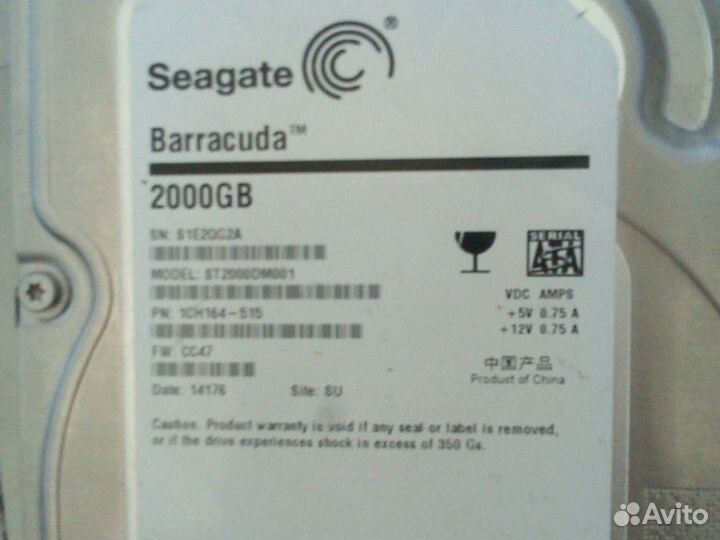 Seagate
Barracuda™
2000GB
SN:
MODEL: ST2000DM001
PN: 1CH164-515
FW: CC47
Date: 14176 Site: SU
SERIAL
ATA
VDC AMPS
+5V 0.75 A
+12V 0.75 A
中国产品
Product of China
Caution. Product warranty is void if any seal or label is removed,
or if the drive experiences shock in excess of 350 Gs.
Avito